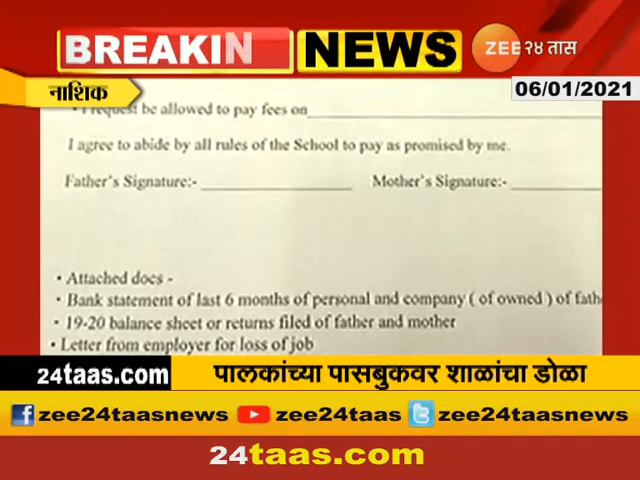 BREAKIN NEWS
ZEE २४ तास
नाशिक
06/01/2021
• I request be allowed to pay fees on
I agree to abide by all rules of the School to pay as promised by me.
Father's Signature:- Mother's Signature:-
• Attached docs -
• Bank statement of last 6 months of personal and company ( of owned ) of fath
• 19-20 balance sheet or returns filed of father and mother
• Letter from employer for loss of job
24taas.com पालकांच्या पासबुकवर शाळांचा डोळा
zee24taasnews zee24taas zee24taasnews
24taas.com